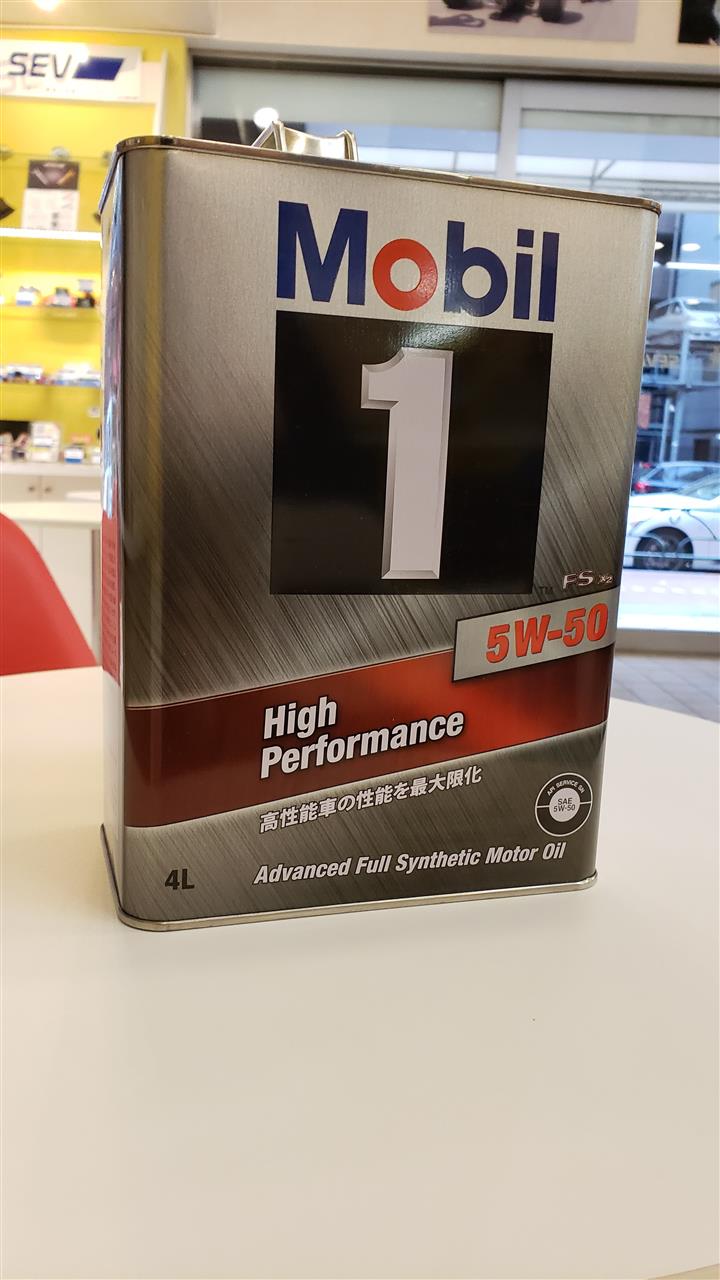 SEV
Mobil
1
™ FS x2
5W-50
High
Performance
高性能車の性能を最大限化
API SERVICE SN
SAE
5W-50
4L
Advanced Full Synthetic Motor Oil